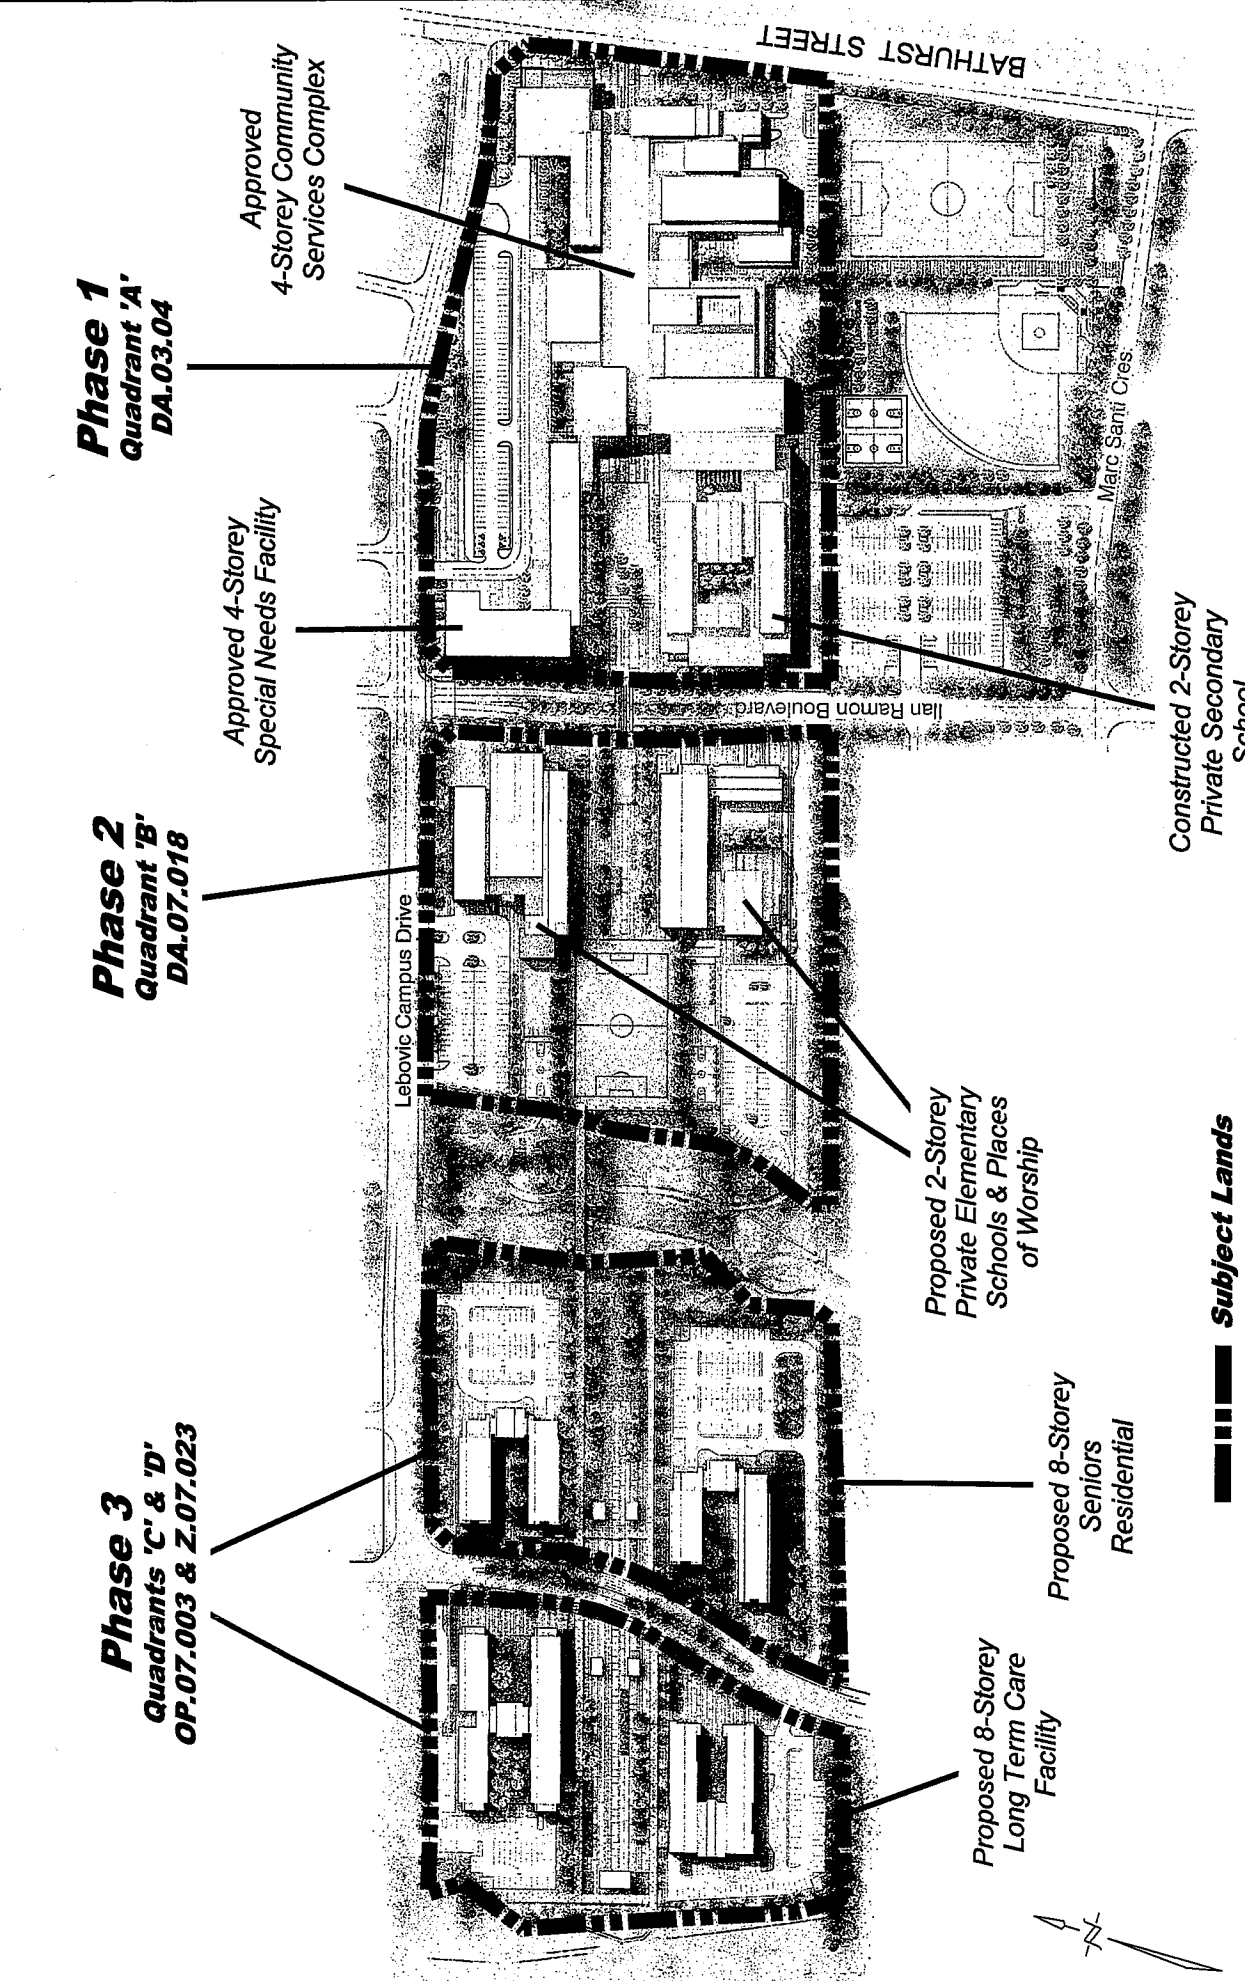 Phase 3
Quadrants 'C' & 'D'
OP.07.003 & Z.07.023
Phase 2
Quadrant 'B'
DA.07.018
Phase 1
Quadrant 'A'
DA.03.04
Approved 4-Storey
Special Needs Facility
Approved
4-Storey Community
Services Complex
Lebovic Campus Drive
Ilan Ramon Boulevard
BATHURST STREET
Marc Santi Cres.
Proposed 8-Storey
Long Term Care
Facility
Proposed 8-Storey
Seniors
Residential
Proposed 2-Storey
Private Elementary
Schools & Places
of Worship
Constructed 2-Storey
Private Secondary
School
Subject Lands
N